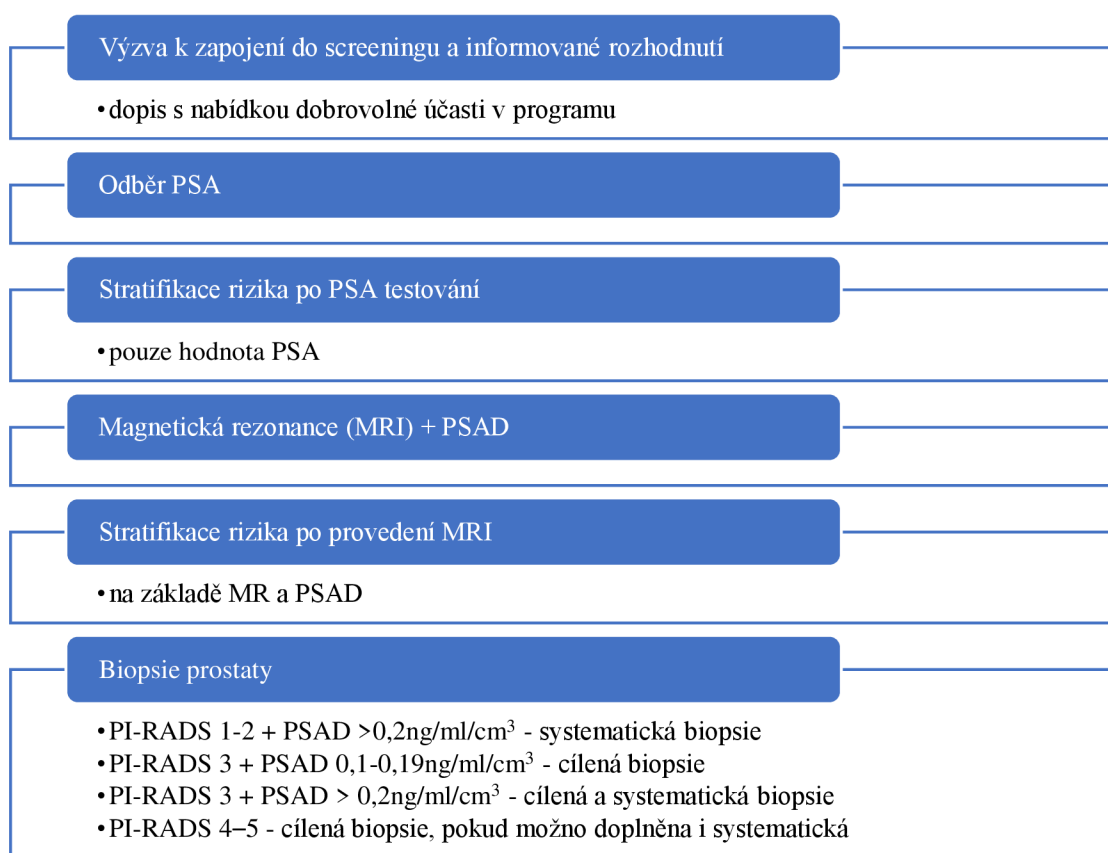 Výzva k zapojení do screeningu a informované rozhodnutí
•dopis s nabídkou dobrovolné účasti v programu
Odběr PSA
Stratifikace rizika po PSA testování
•pouze hodnota PSA
Magnetická rezonance (MRI) + PSAD
Stratifikace rizika po provedení MRI
•na základě MR a PSAD
Biopsie prostaty
•PI-RADS 1-2 + PSAD >0,2ng/ml/cm³ - systematická biopsie
•PI-RADS 3 + PSAD 0,1-0,19ng/ml/cm³ - cílená biopsie
•PI-RADS 3 + PSAD > 0,2ng/ml/cm³ - cílená a systematická biopsie
•PI-RADS 4–5 - cílená biopsie, pokud možno doplněna i systematická